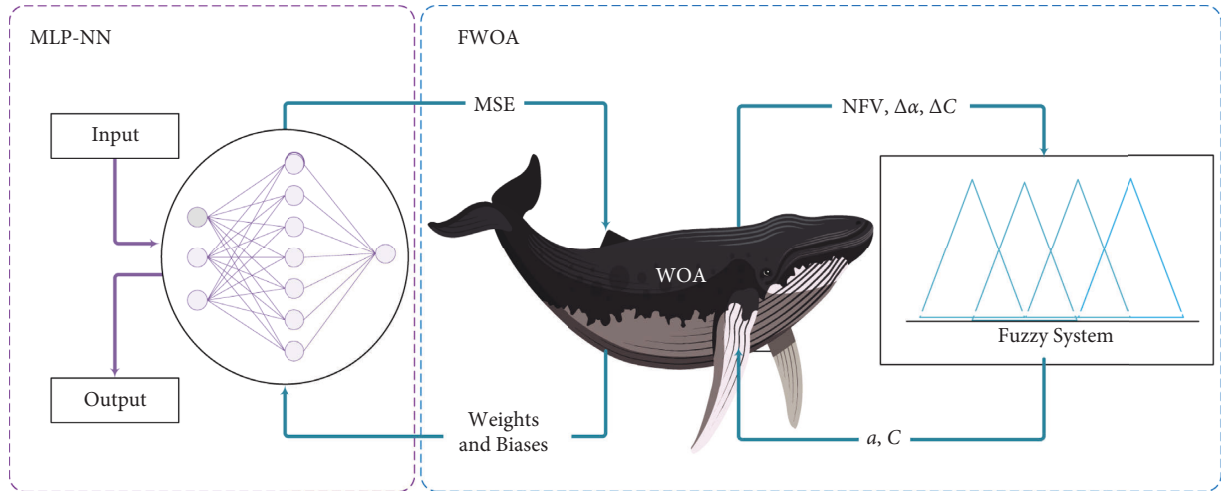 MLP-NN
FWOA
MSE
NFV, Δα, ΔC
Input
WOA
Fuzzy System
Output
Weights
and Biases
a, C